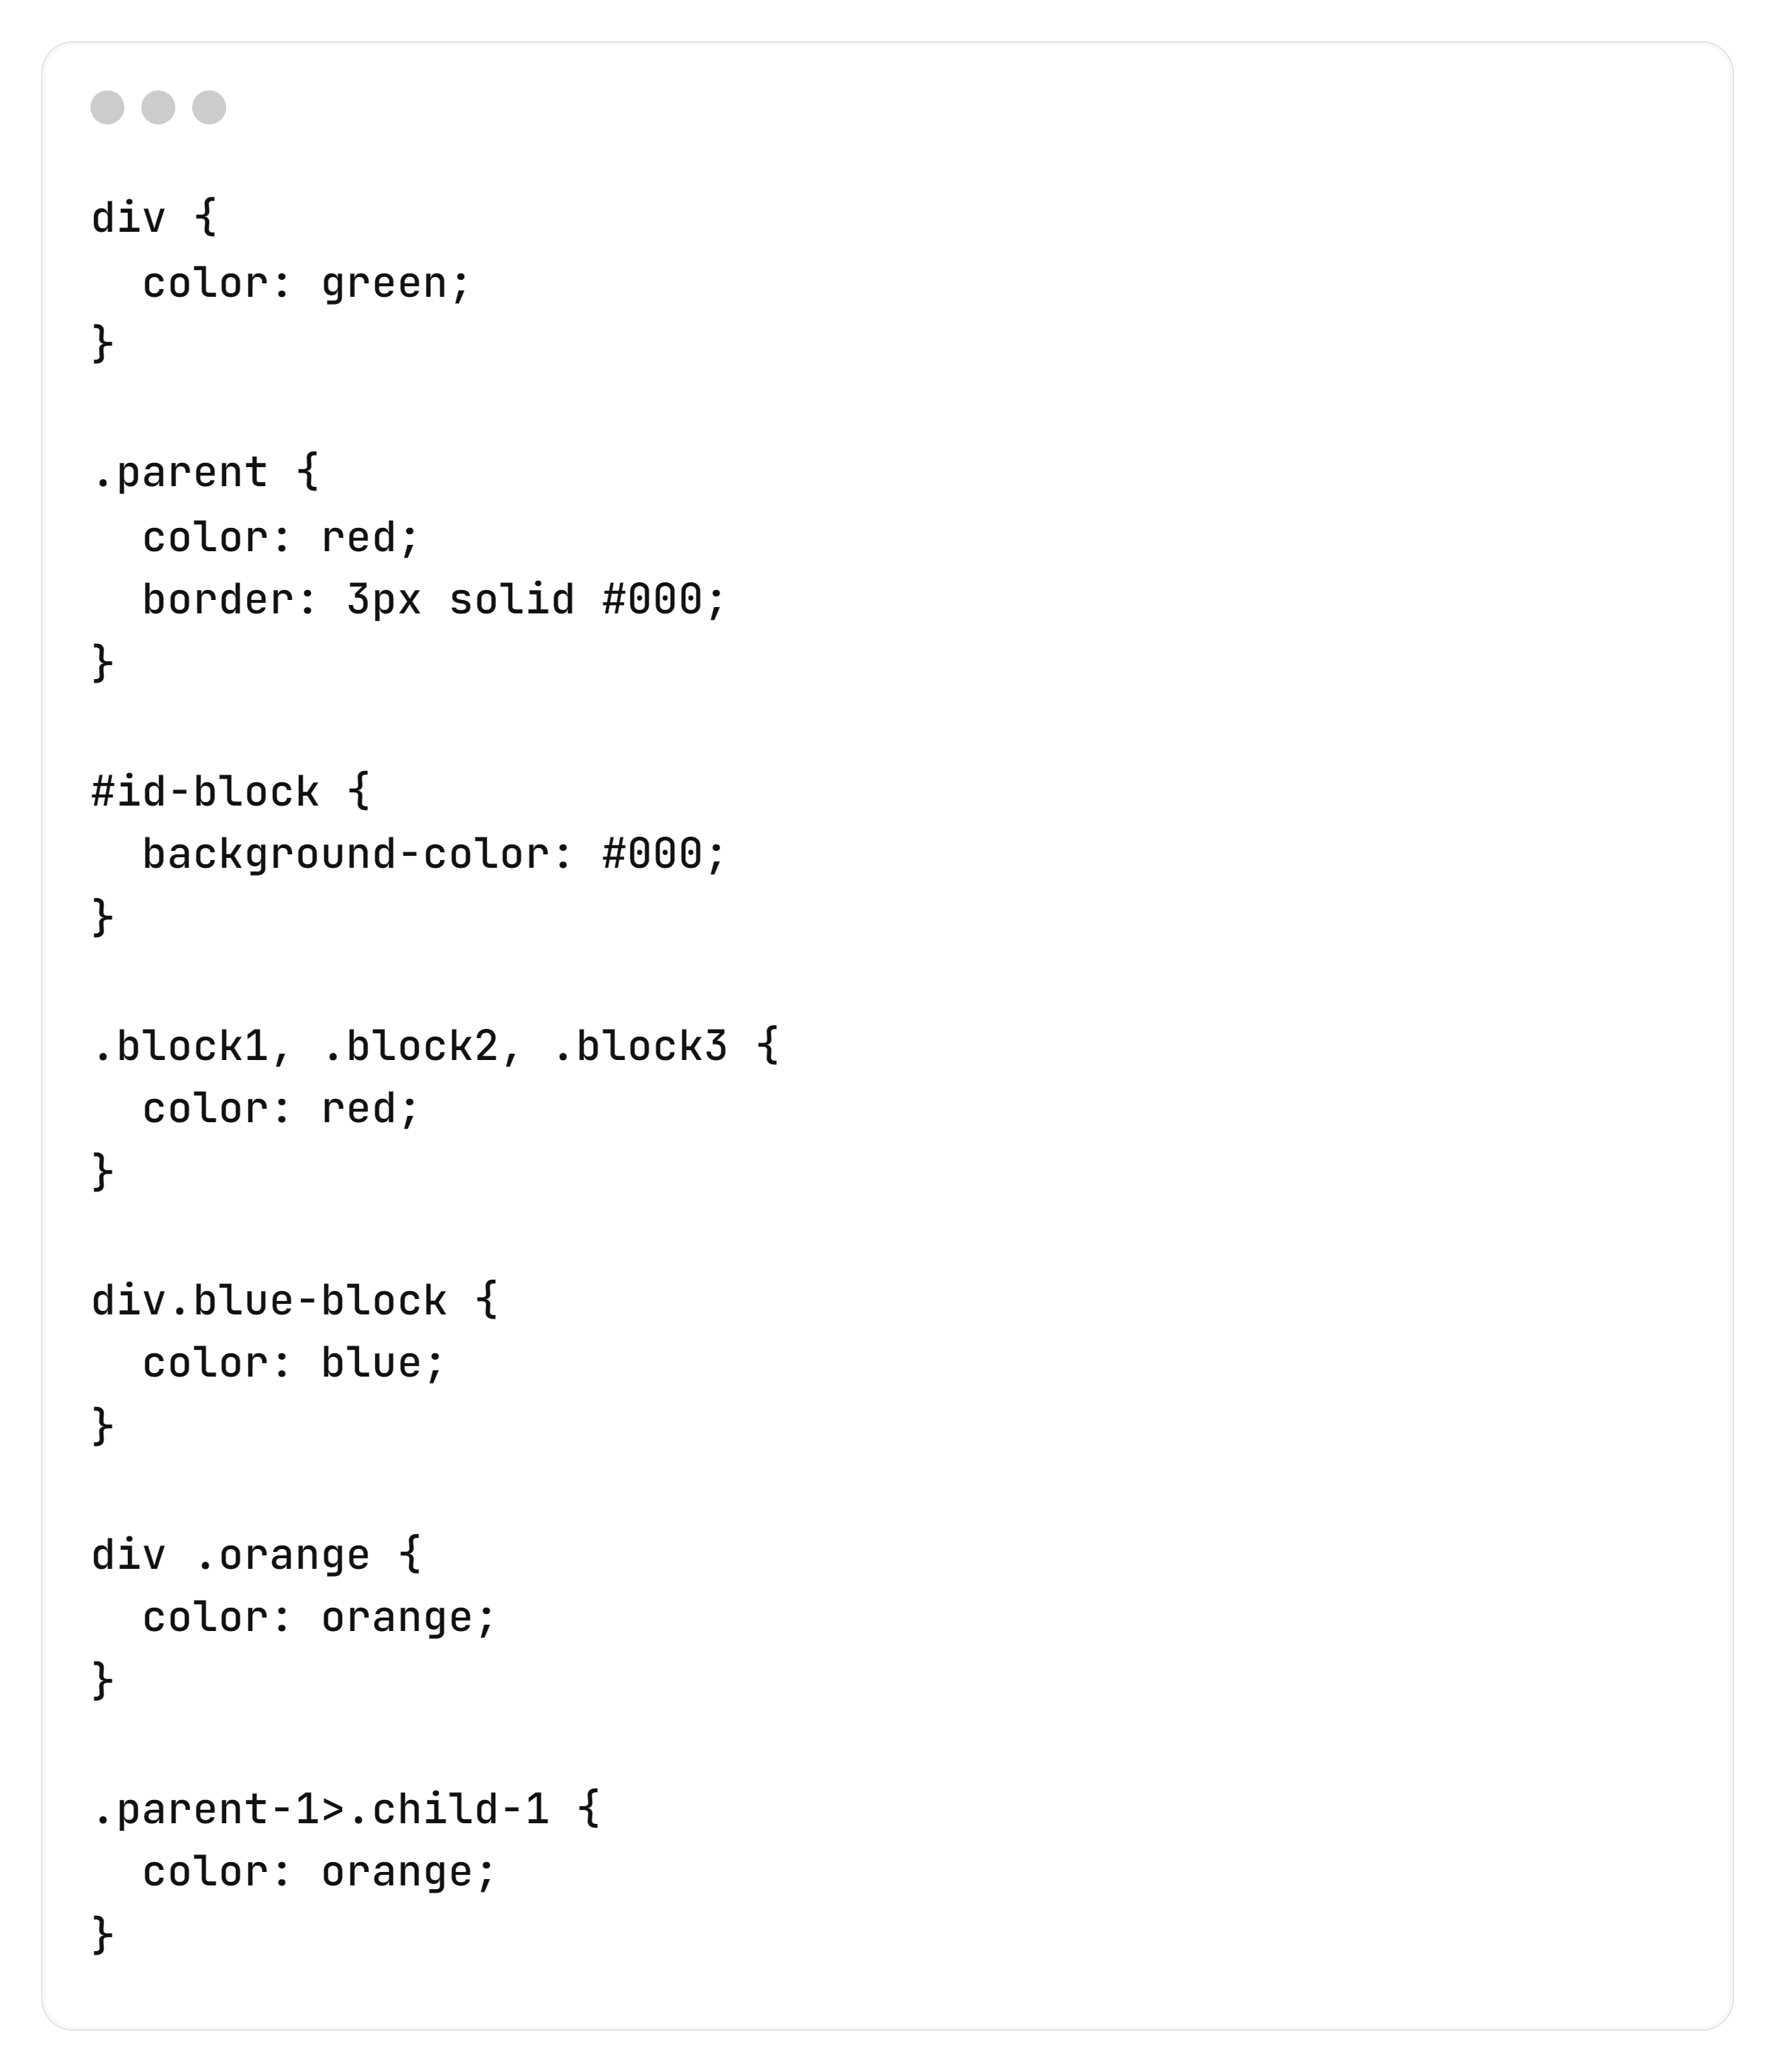 div {
  color: green;
}

.parent {
  color: red;
  border: 3px solid #000;
}

#id-block {
  background-color: #000;
}

.block1, .block2, .block3 {
  color: red;
}

div.blue-block {
  color: blue;
}

div .orange {
  color: orange;
}

.parent-1>.child-1 {
  color: orange;
}